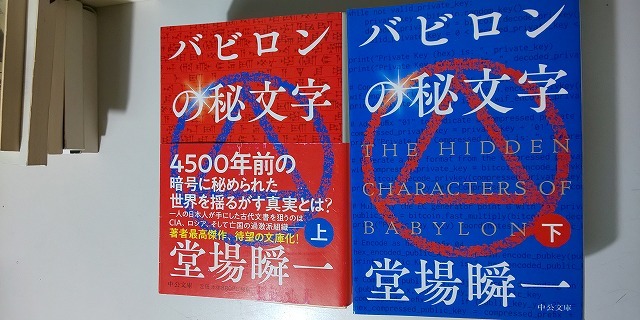 バビロン
の秘文字
4500年前の
暗号に秘められた
世界を揺るがす真実とは?
一人の日本人が手にした古代文書を狙うのは
CIA、ロシア、そして亡国の過激派組織——
著者最高傑作、待望の文庫化!
上
堂場瞬一
中公文庫
バビロン
の秘文字
THE HIDDEN
CHARACTERS OF
BABYLON
下
堂場瞬一
中公文庫